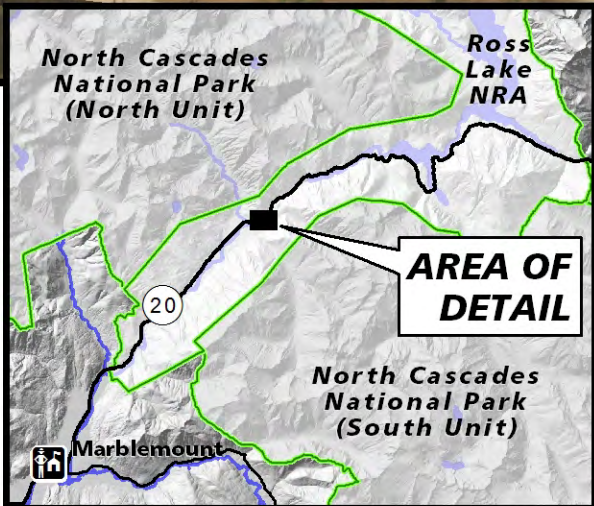 North Cascades
National Park
(North Unit)
Ross
Lake
NRA
AREA OF
DETAIL
20
North Cascades
National Park
(South Unit)
Marblemount